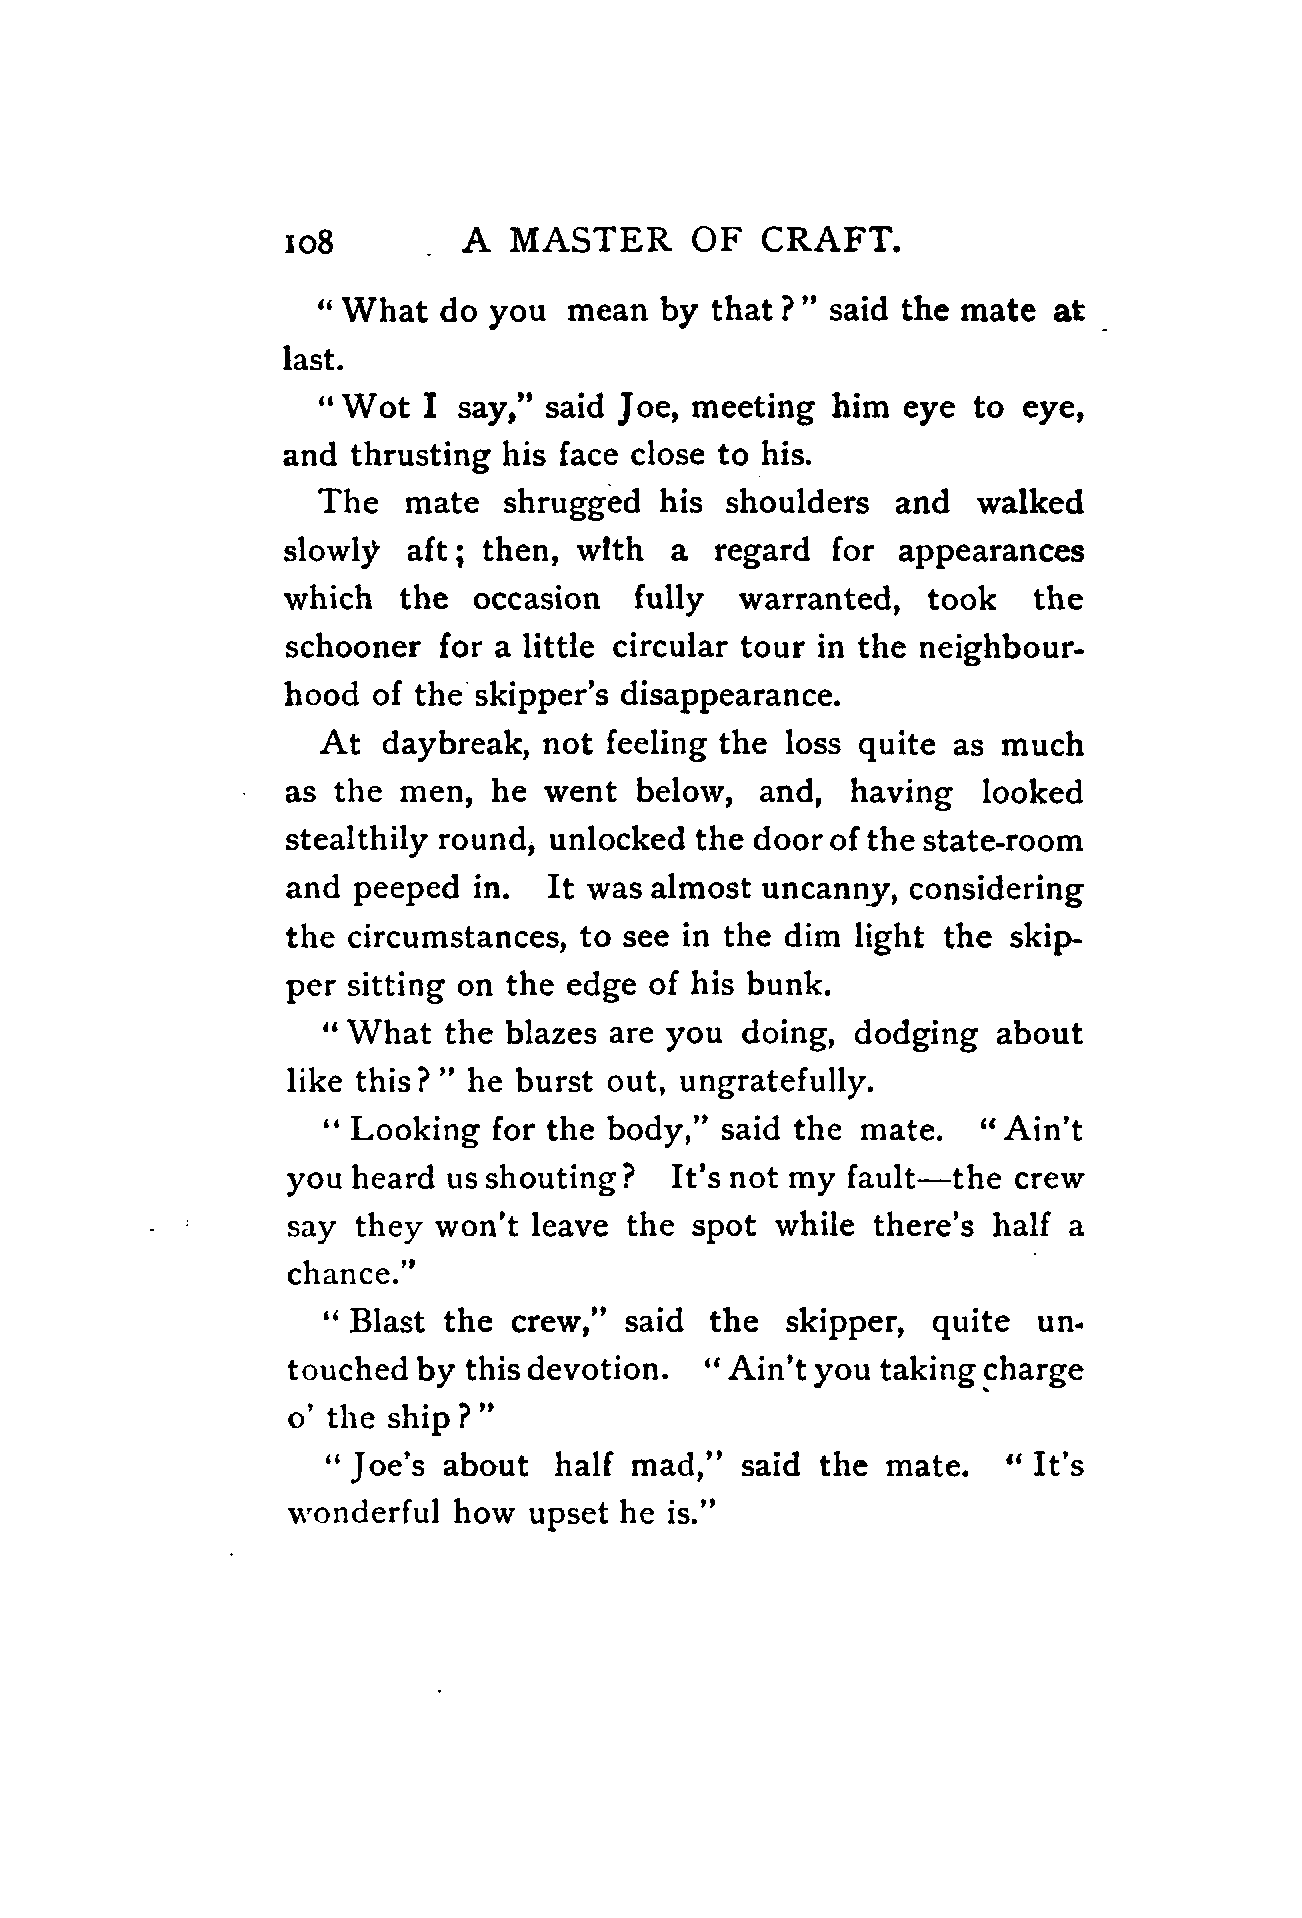 108 A MASTER OF CRAFT.
"What do you mean by that?" said the mate at
last.
"Wot I say," said Joe, meeting him eye to eye,
and thrusting his face close to his.
The mate shrugged his shoulders and walked
slowly aft; then, with a regard for appearances
which the occasion fully warranted, took the
schooner for a little circular tour in the neighbour-
hood of the skipper's disappearance.
At daybreak, not feeling the loss quite as much
as the men, he went below, and, having looked
stealthily round, unlocked the door of the state-room
and peeped in. It was almost uncanny, considering
the circumstances, to see in the dim light the skip-
per sitting on the edge of his bunk.
"What the blazes are you doing, dodging about
like this?" he burst out, ungratefully.
"Looking for the body," said the mate. "Ain't
you heard us shouting? It's not my fault—the crew
say they won't leave the spot while there's half a
chance."
"Blast the crew," said the skipper, quite un-
touched by this devotion. "Ain't you taking charge
o' the ship?"
"Joe's about half mad," said the mate. "It's
wonderful how upset he is."